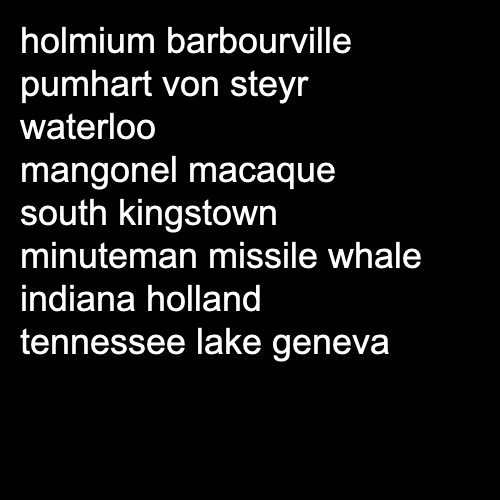 holmium barbourville
pumhart von steyr
waterloo
mangonel macaque
south kingstown
minuteman missile whale
indiana holland
tennessee lake geneva